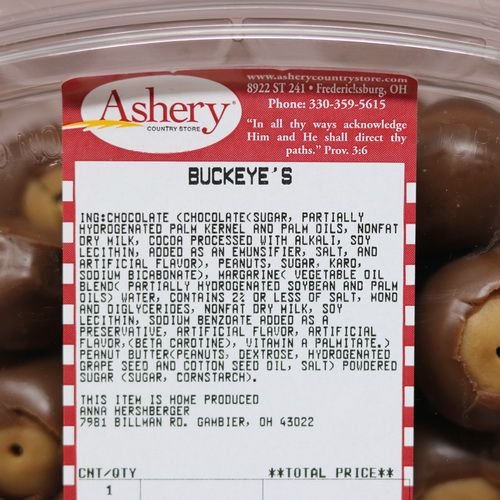 Ashery®
COUNTRY STORE
www.asherycountrystore.com
8922 ST 241 • Fredericksburg, OH
Phone: 330-359-5615
"In all thy ways acknowledge
Him and He shall direct thy
paths." Prov. 3:6
BUCKEYE'S
ING:CHOCOLATE (CHOCOLATE(SUGAR, PARTIALLY
HYDROGENATED PALM KERNEL AND PALM OILS, NONFAT
DRY MILK, COCOA PROCESSED WITH ALKALI, SOY
LECITHIN, ADDED AS AN EMUNSIFIER, SALT, AND
ARTIFICIAL FLAVOR), PEANUTS, SUGAR, KARO,
SODIUM BICABONATE), MARGARINE( VEGETABLE OIL
BLEND( PARTIALLY HYDROGENATED SOYBEAN AND PALM
OILS) WATER, CONTAINS 2% OR LESS OF SALT, MONO
AND DIGLYCERIDES, NONFAT DRY MILK, SOY
LECITHIN, SODIUM BENZOATE ADDED AS A
PRESERVATIVE, ARTIFICIAL FLAVOR, ARTIFICIAL
FLAVOR,(BETA CAROTINE), VITAMIN A PALMITATE.)
PEANUT BUTTER(PEANUTS, DEXTROSE, HYDROGENATED
GRAPE SEED AND COTTON SEED OIL, SALT) POWDERED
SUGAR (SUGAR, CORNSTARCH).
THIS ITEM IS HOME PRODUCED
ANNA HERSHBERGER
7981 BILLMAN RD. GAMBIER, OH 43022
CNT/QTY **TOTAL PRICE**
1